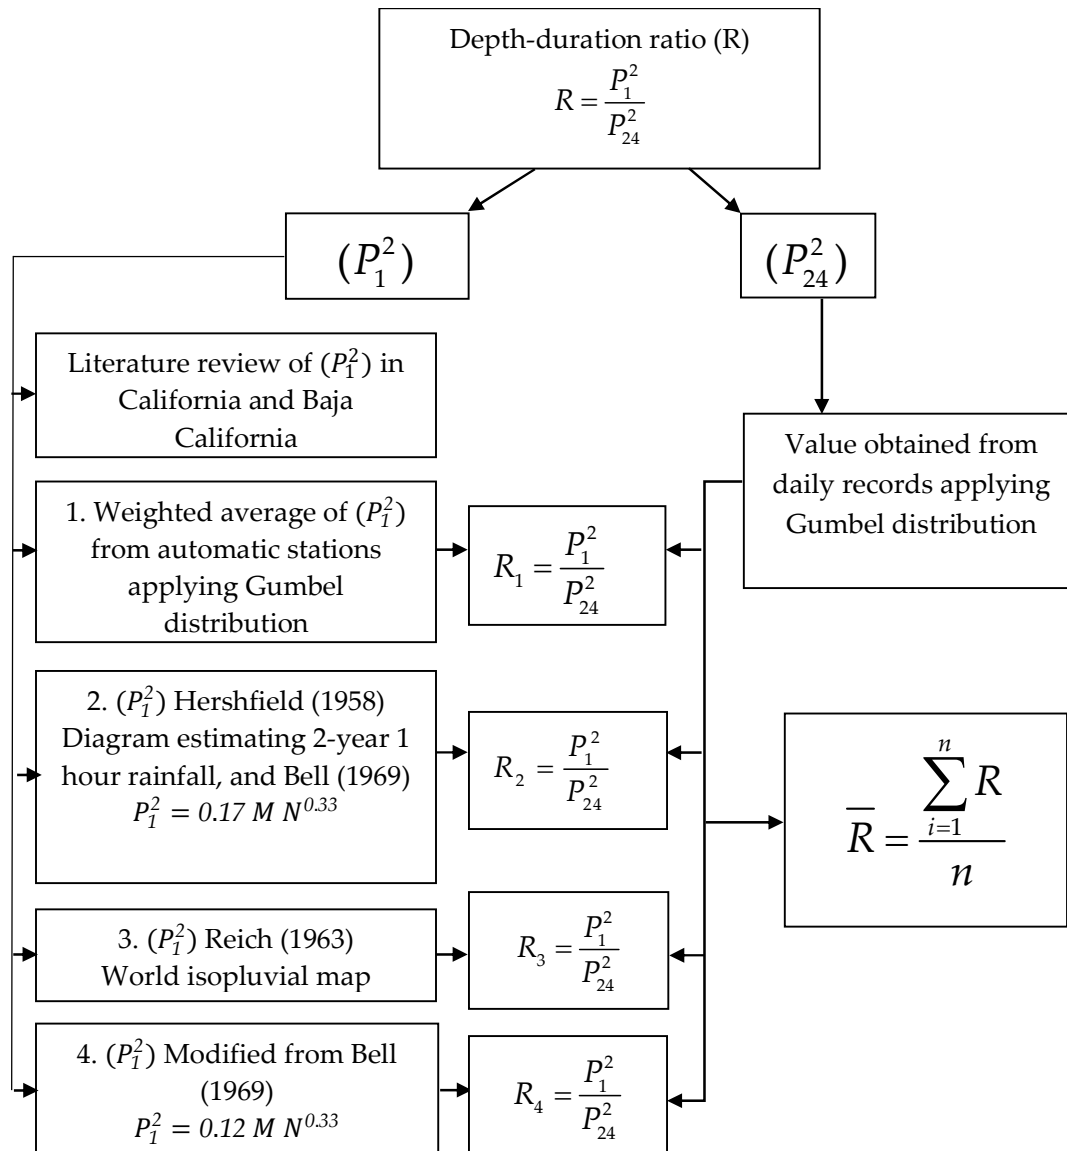 Depth-duration ratio (R)
R = P_1^2 / P_24^2
(P_1^2)
(P_24^2)
Literature review of (P_1^2) in
California and Baja
California
Value obtained from
daily records applying
Gumbel distribution
1. Weighted average of (P_1^2)
from automatic stations
applying Gumbel
distribution
R_1 = P_1^2 / P_24^2
2. (P_1^2) Hershfield (1958)
Diagram estimating 2-year 1
hour rainfall, and Bell (1969)
P_1^2 = 0.17 M N^0.33
R_2 = P_1^2 / P_24^2
R̅ = ∑_{i=1}^{n} R / n
3. (P_1^2) Reich (1963)
World isopluvial map
R_3 = P_1^2 / P_24^2
4. (P_1^2) Modified from Bell
(1969)
P_1^2 = 0.12 M N^0.33
R_4 = P_1^2 / P_24^2